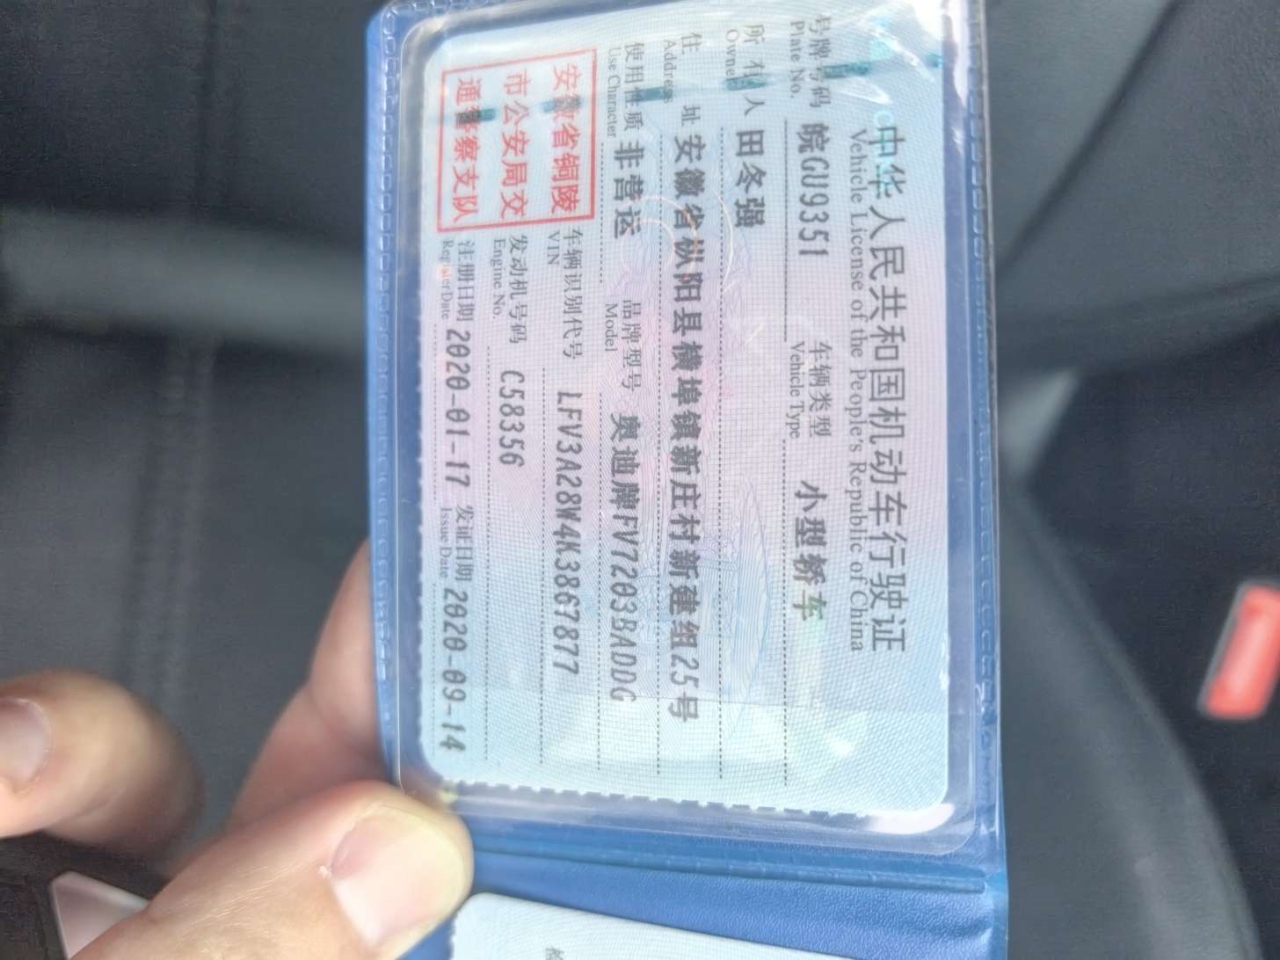 中华人民共和国机动车行驶证
Vehicle License of the People's Republic of China
号牌号码 皖GU9351 车辆类型 小型轿车
Plate No. Vehicle Type
所有人 田冬强
Owner
住址 安徽省枞阳县横埠镇新庄村新建组25号
Address
使用性质 非营运 品牌型号 奥迪牌FV7203BADDG
Use Character Model
安徽省铜陵
市公安局交
通警察支队
车辆识别代号 LFV3A28W4K3867877
VIN
发动机号码 C58356
Engine No.
注册日期 2020-01-17 发证日期 2020-09-14
Register Date Issue Date